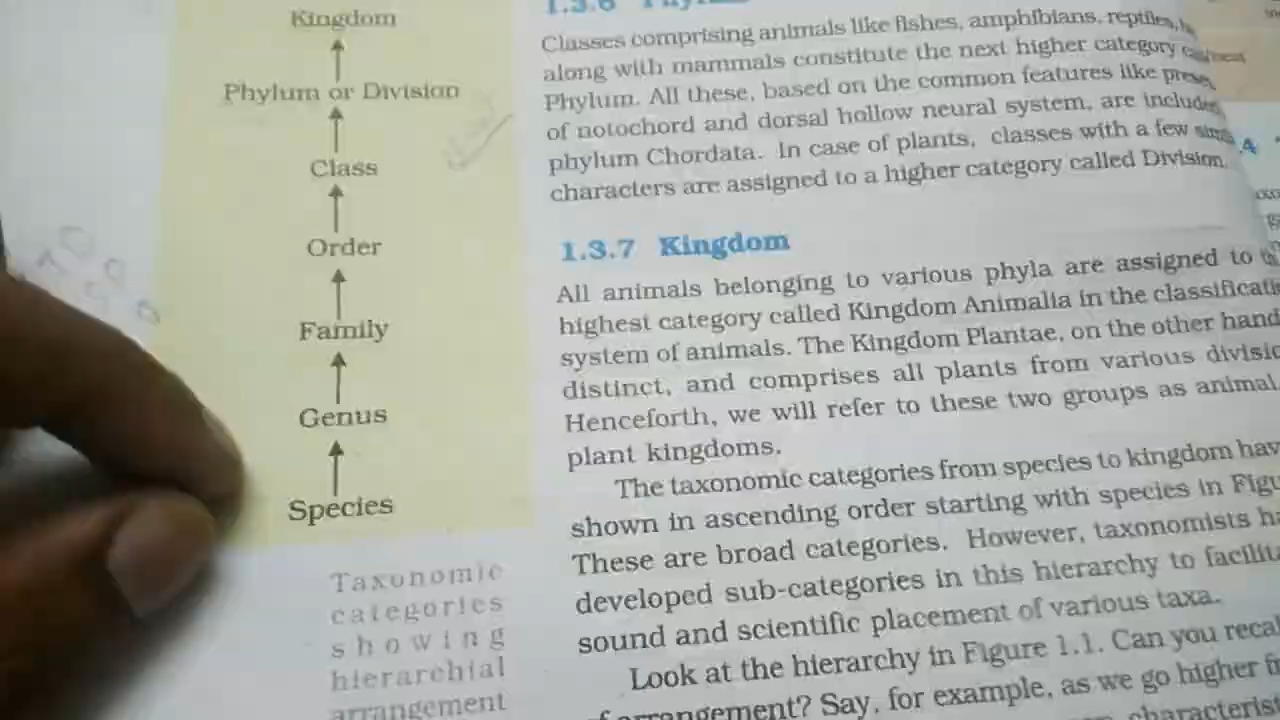 Kingdom
Phylum or Division
Class
Order
Family
Genus
Species
Taxonomic
categories
showing
hierarchial
arrangement
1.3.6
Classes comprising animals like fishes, amphibians, reptiles,
along with mammals constitute the next higher category
Phylum. All these, based on the common features like
of notochord and dorsal hollow neural system, are
phylum Chordata. In case of plants, classes with a few
characters are assigned to a higher category called Division.
1.3.7 Kingdom
All animals belonging to various phyla are assigned to
highest category called Kingdom Animalia in the
system of animals. The Kingdom Plantae, on the other hand
distinct, and comprises all plants from various
Henceforth, we will refer to these two groups as
plant kingdoms.
The taxonomic categories from species to kingdom
shown in ascending order starting with species in
These are broad categories. However, taxonomists
developed sub-categories in this hierarchy to
sound and scientific placement of various taxa.
Look at the hierarchy in Figure 1.1. Can you
arrangement? Say, for example, as we go higher